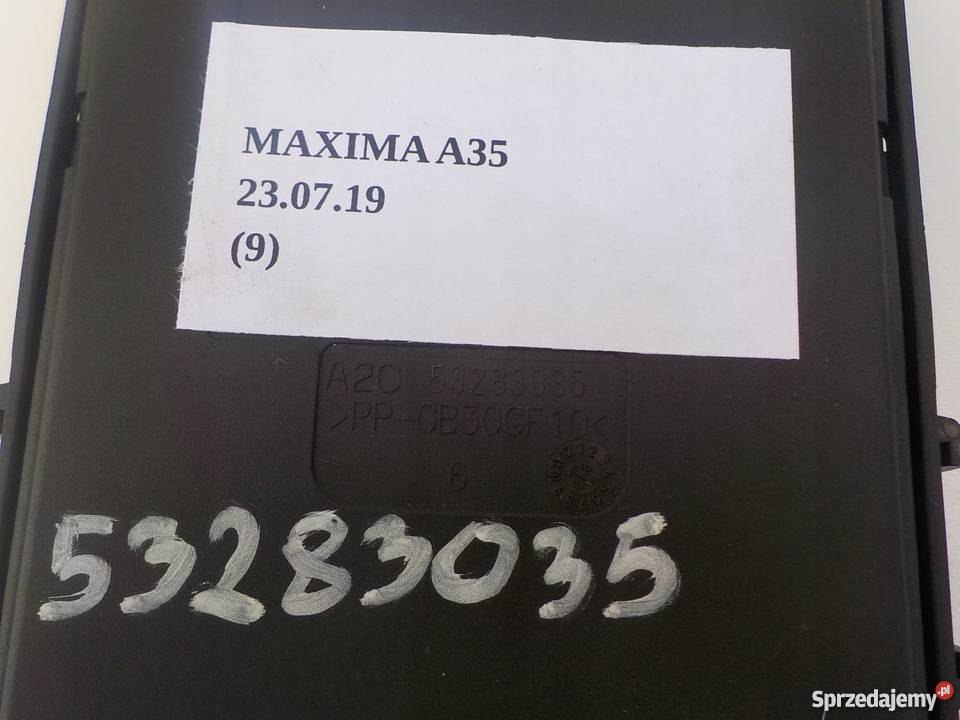 MAXIMA A35
23.07.19
(9)
A2C 53283035
>PP-GB30GF10<
6
53283035
Sprzedajemy.pl